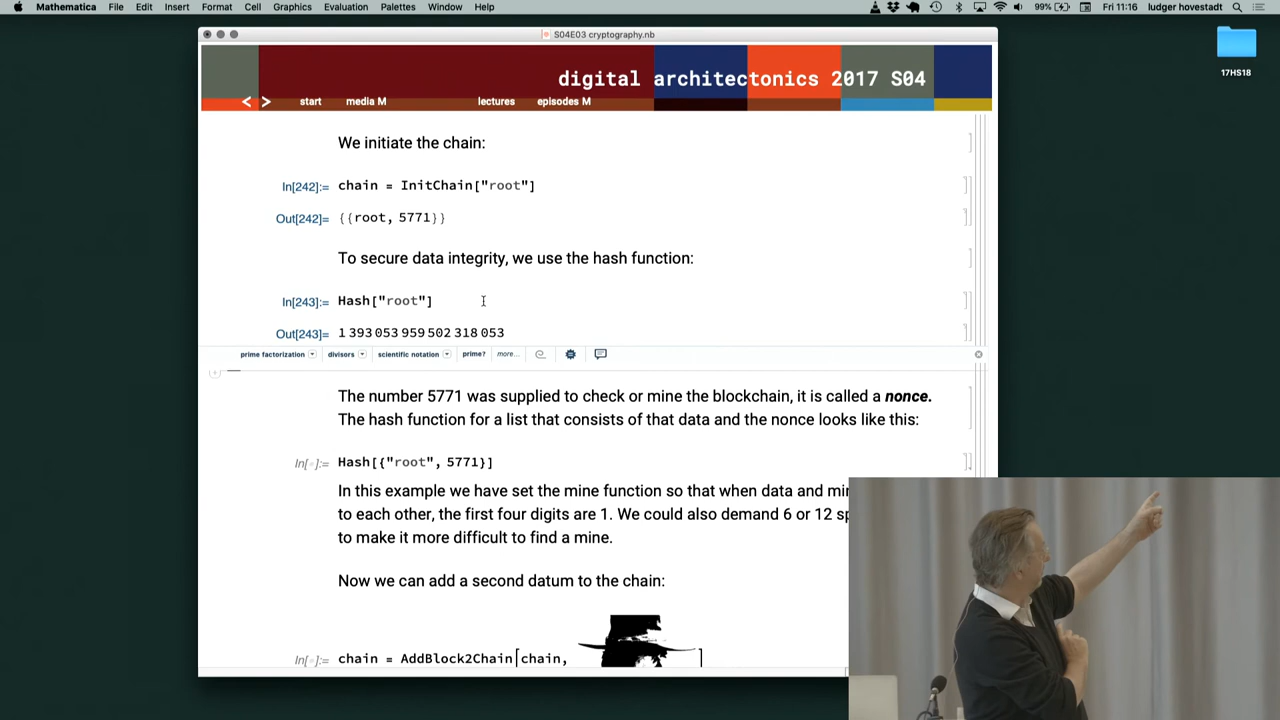 Mathematica File Edit Insert Format Cell Graphics Evaluation Palettes Window Help 99% Fri 11:16 ludger hovestadt
S04E03 cryptography.nb
17HS18
digital architectonics 2017 S04
< > start media M lectures episodes M
We initiate the chain:
In[242]:= chain = InitChain["root"]
Out[242]= {{root, 5771}}
To secure data integrity, we use the hash function:
In[243]:= Hash["root"]
Out[243]= 1 393 053 959 502 318 053
prime factorization divisors scientific notation prime? more...
The number 5771 was supplied to check or mine the blockchain, it is called a nonce.
The hash function for a list that consists of that data and the nonce looks like this:
In[ ]:= Hash[{"root", 5771}]
In this example we have set the mine function so that when data and
to each other, the first four digits are 1. We could also demand 6 or 12
to make it more difficult to find a mine.
Now we can add a second datum to the chain:
In[ ]:= chain = AddBlock2Chain[chain, ]